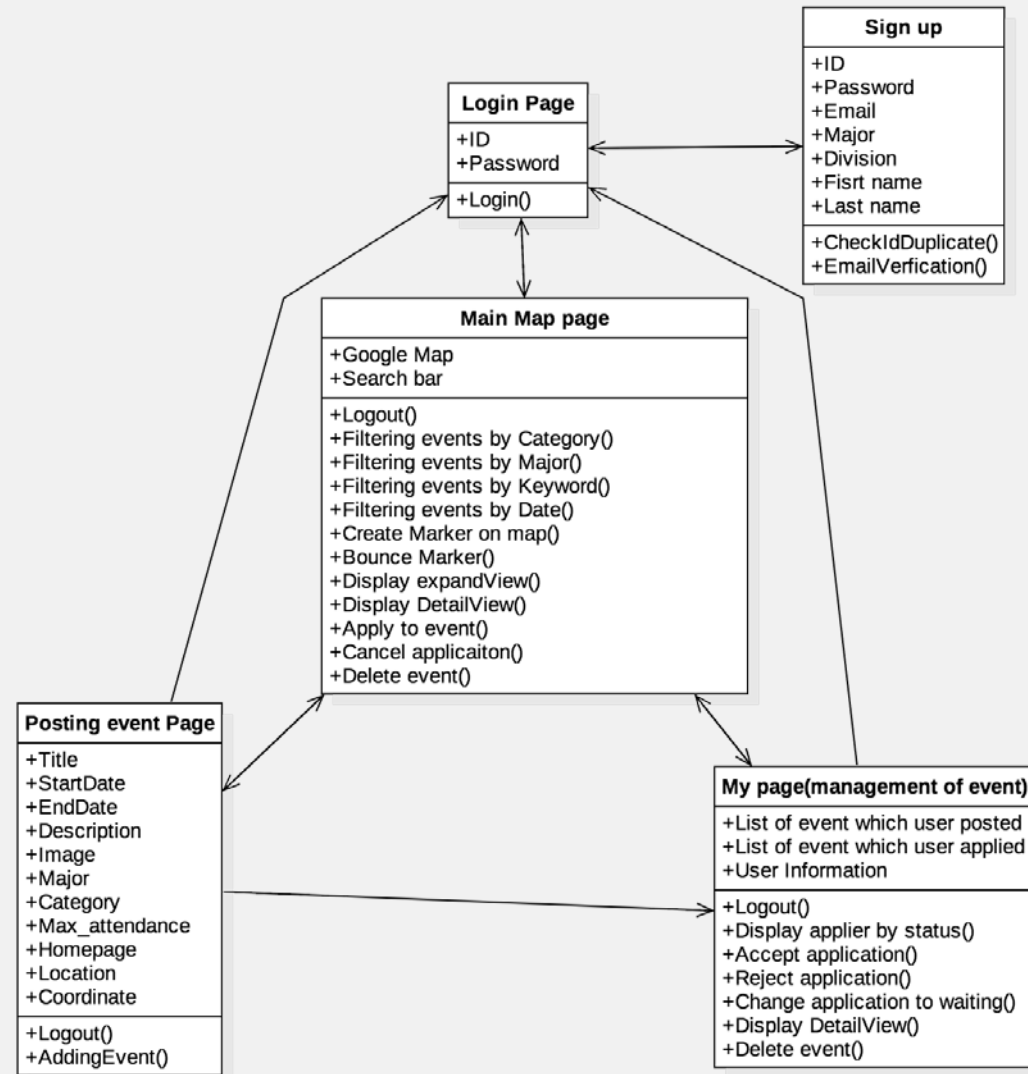 Sign up
+ID
+Password
+Email
+Major
+Division
+Fisrt name
+Last name
+CheckIdDuplicate()
+EmailVerfication()
Login Page
+ID
+Password
+Login()
Main Map page
+Google Map
+Search bar
+Logout()
+Filtering events by Category()
+Filtering events by Major()
+Filtering events by Keyword()
+Filtering events by Date()
+Create Marker on map()
+Bounce Marker()
+Display expandView()
+Display DetailView()
+Apply to event()
+Cancel applicaiton()
+Delete event()
Posting event Page
+Title
+StartDate
+EndDate
+Description
+Image
+Major
+Category
+Max_attendance
+Homepage
+Location
+Coordinate
+Logout()
+AddingEvent()
My page(management of event)
+List of event which user posted
+List of event which user applied
+User Information
+Logout()
+Display applier by status()
+Accept application()
+Reject application()
+Change application to waiting()
+Display DetailView()
+Delete event()